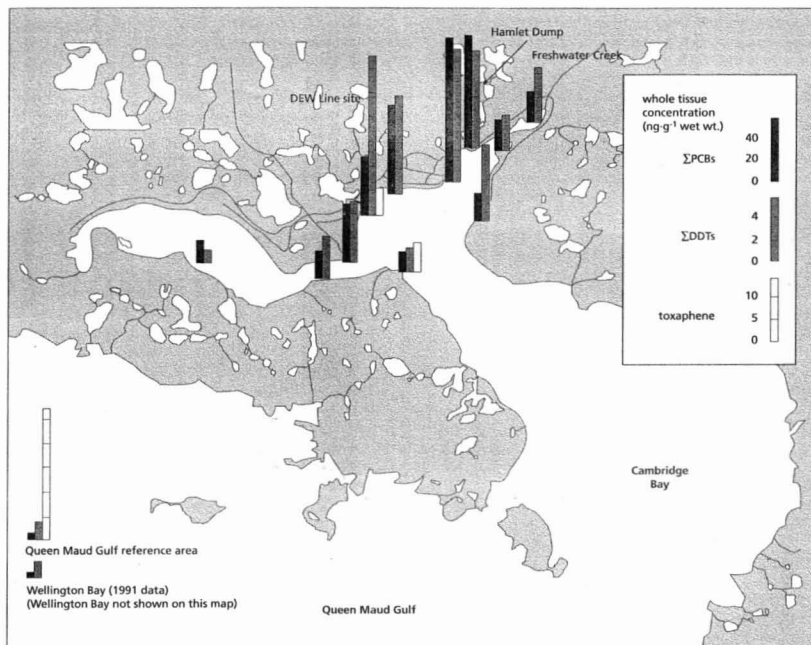 Hamlet Dump
Freshwater Creek
DEW Line site
whole tissue
concentration
(ng·g⁻¹ wet wt.)
40
ΣPCBs 20
0
4
ΣDDTs 2
0
10
toxaphene 5
0
Cambridge
Bay
Queen Maud Gulf reference area
Wellington Bay (1991 data)
(Wellington Bay not shown on this map)
Queen Maud Gulf